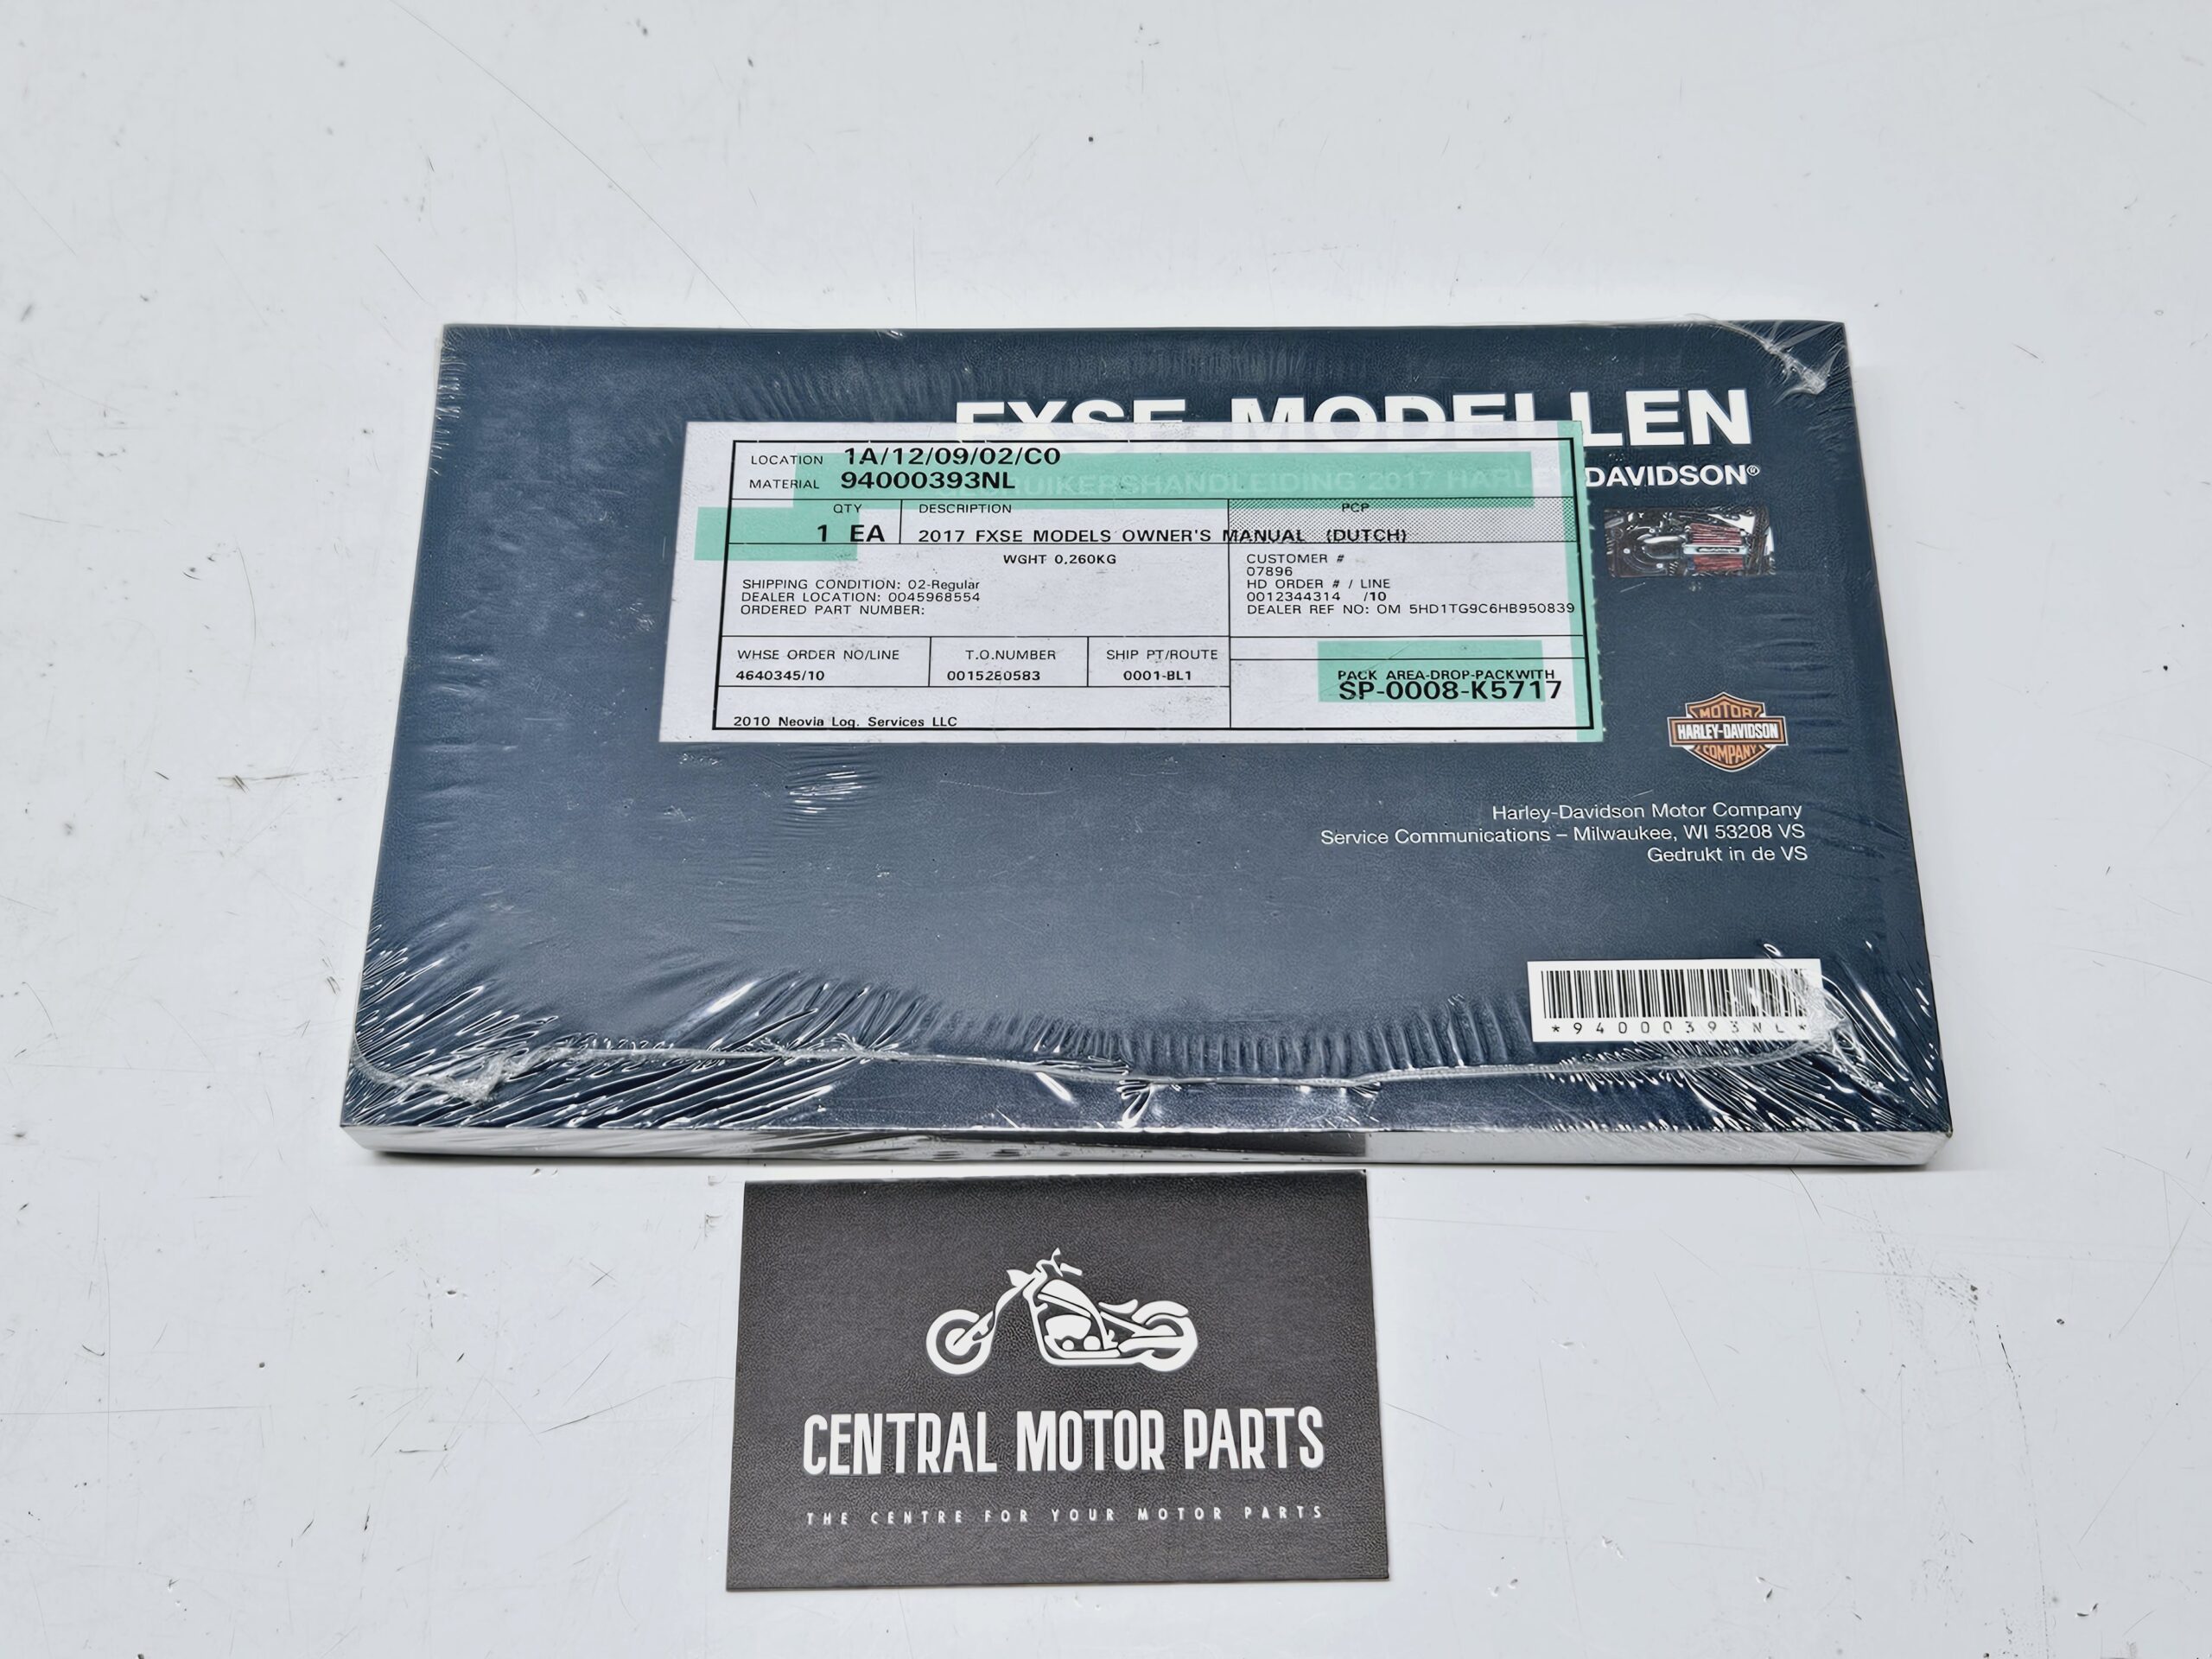 FXSE MODELLEN
GEBRUIKERSHANDLEIDING 2017 HARLEY-DAVIDSON®
LOCATION 1A/12/09/02/C0
MATERIAL 94000393NL
QTY DESCRIPTION PCP
1 EA 2017 FXSE MODELS OWNER'S MANUAL (DUTCH)
WGHT 0.260KG
SHIPPING CONDITION: 02-Regular
DEALER LOCATION: 0045968554
ORDERED PART NUMBER:
CUSTOMER #
07896
HD ORDER # / LINE
0012344314 /10
DEALER REF NO: OM 5HD1TG9C6HB950839
WHSE ORDER NO/LINE T.O.NUMBER SHIP PT/ROUTE
4640345/10 0015280583 0001-BL1
PACK AREA-DROP-PACKWITH
SP-0008-K5717
2010 Neovia Log. Services LLC
MOTOR
HARLEY-DAVIDSON
COMPANY
Harley-Davidson Motor Company
Service Communications – Milwaukee, WI 53208 VS
Gedrukt in de VS
*94000393NL*
CENTRAL MOTOR PARTS
THE CENTRE FOR YOUR MOTOR PARTS